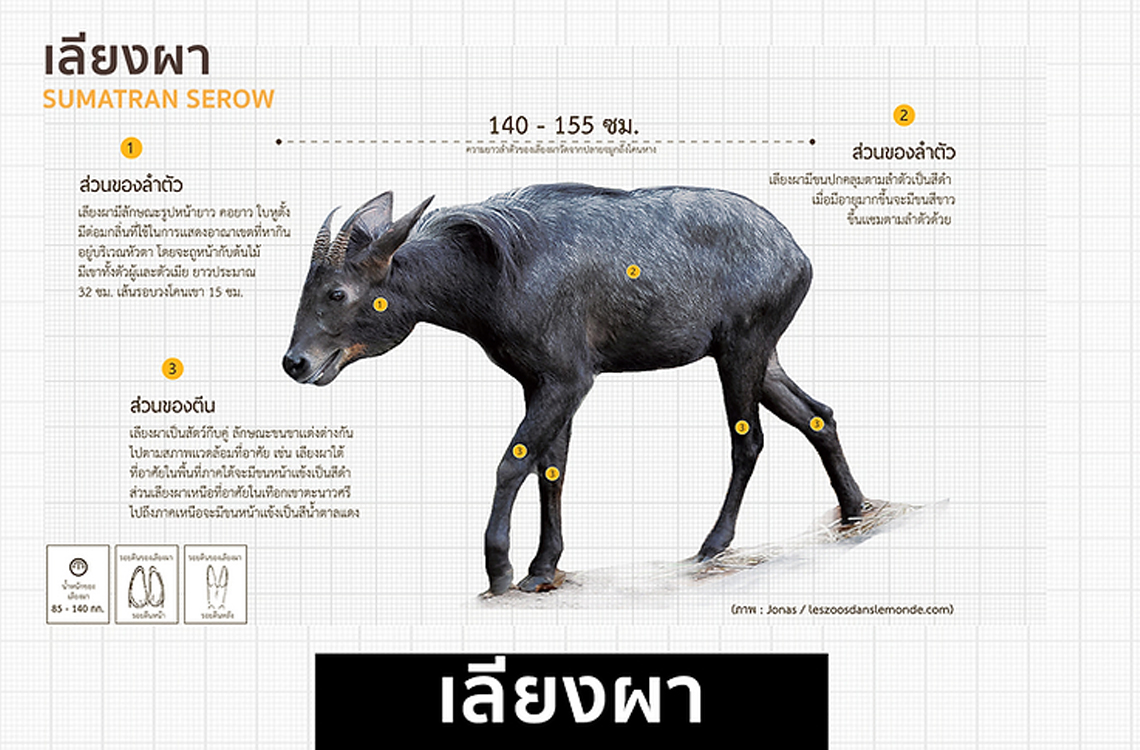 เลียงผา
SUMATRAN SEROW
140 - 155 ซม.
ความยาวลำตัวของเลียงผาวัดจากปลายจมูกถึงโคนหาง
1
ส่วนของลำตัว
เลียงผามีลักษณะรูปหน้ายาว คอยาว ใบหูตั้ง
มีต่อมกลิ่นที่ใช้ในการแสดงอาณาเขตที่หากิน
อยู่บริเวณหัวตา โดยจะถูหน้ากับต้นไม้
มีเขาทั้งตัวผู้และตัวเมีย ยาวประมาณ
32 ซม. เส้นรอบวงโคนเขา 15 ซม.
2
ส่วนของลำตัว
เลียงผามีขนปกคลุมตามลำตัวเป็นสีดำ
เมื่อมีอายุมากขึ้นจะมีขนสีขาว
ขึ้นแซมตามลำตัวด้วย
2
1
3
ส่วนของตีน
เลียงผาเป็นสัตว์กีบคู่ ลักษณะขนขาแต่งต่างกัน
ไปตามสภาพแวดล้อมที่อาศัย เช่น เลียงผาใต้
ที่อาศัยในพื้นที่ภาคใต้จะมีขนหน้าแข้งเป็นสีดำ
ส่วนเลียงผาเหนือที่อาศัยในเทือกเขาตะนาวศรี
ไปถึงภาคเหนือจะมีขนหน้าแข้งเป็นสีน้ำตาลแดง
3
3
3
3
น้ำหนักของ
เลียงผา
85 - 140 กก.
รอยตีนของเลียงผา
รอยตีนหน้า
รอยตีนของเลียงผา
รอยตีนหลัง
(ภาพ : Jonas / leszoosdanslemonde.com)
เลียงผา